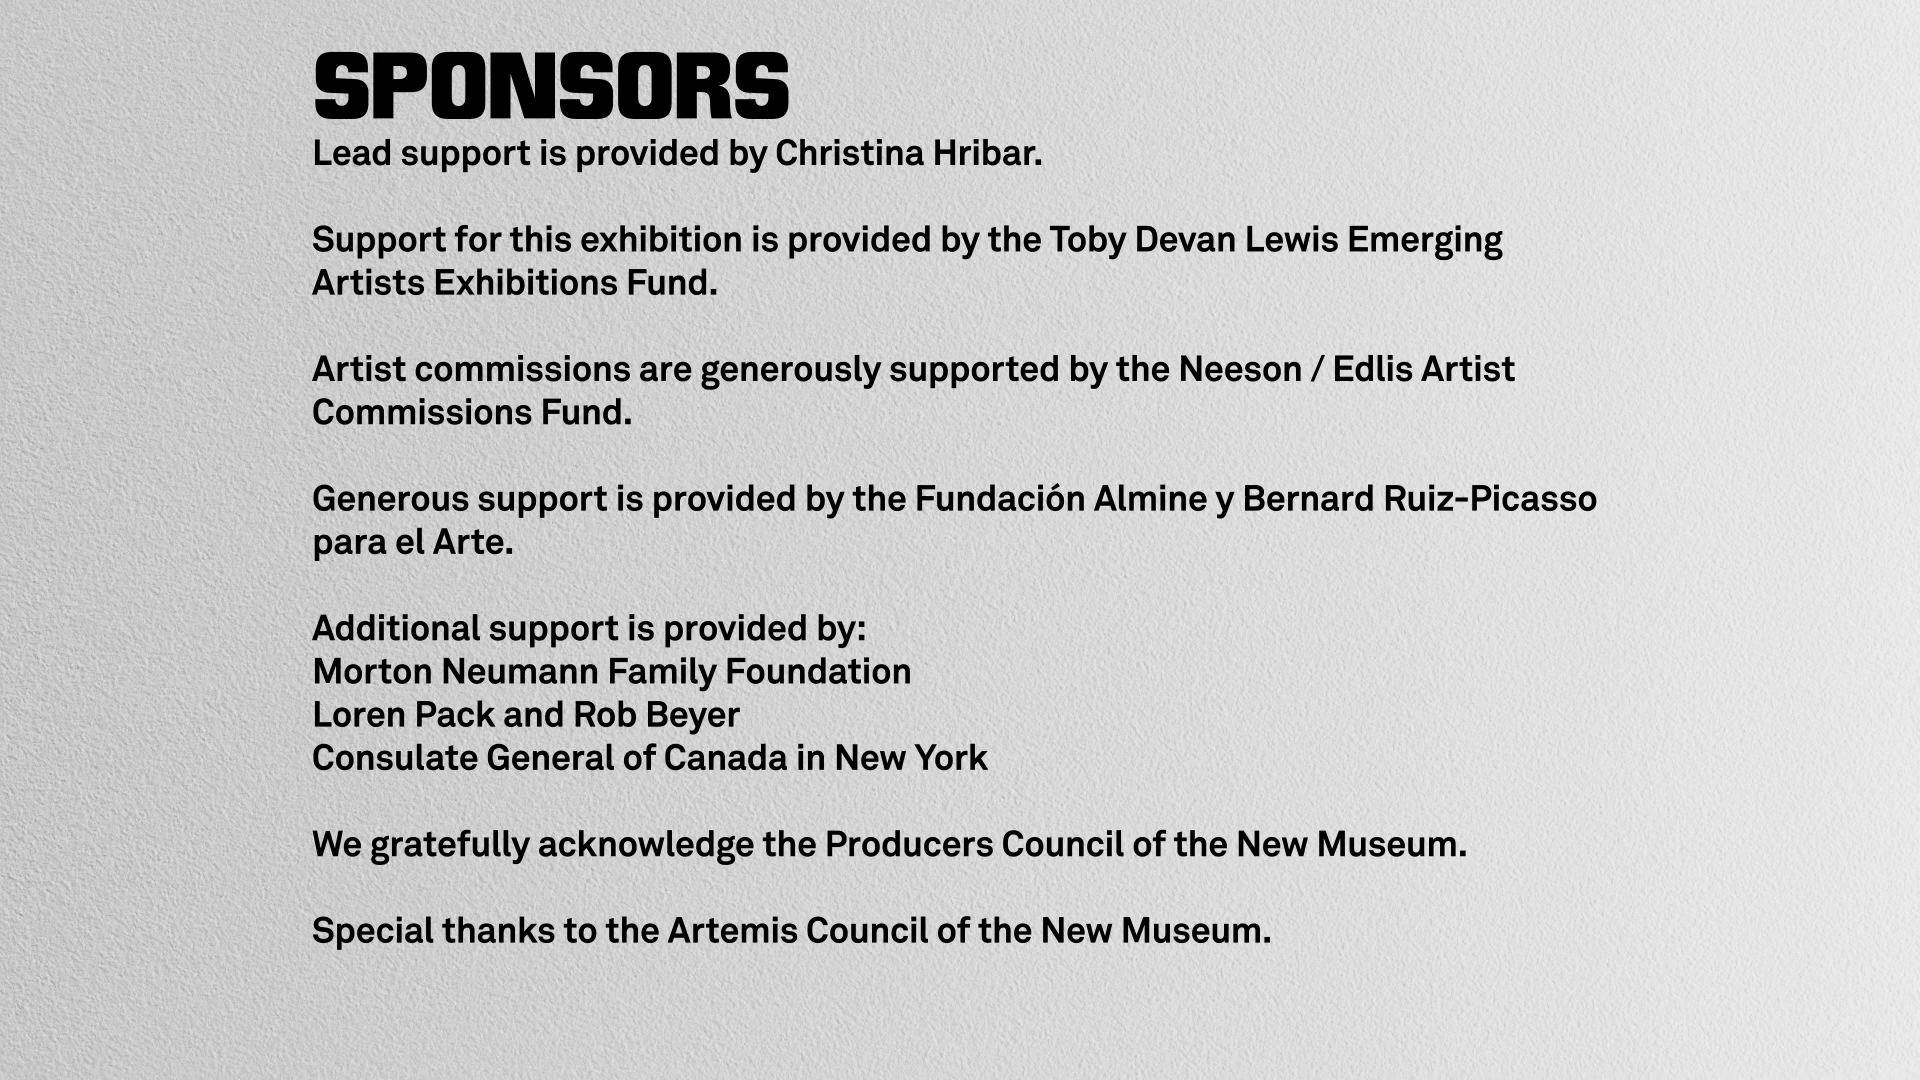 SPONSORS
Lead support is provided by Christina Hribar.
Support for this exhibition is provided by the Toby Devan Lewis Emerging
Artists Exhibitions Fund.
Artist commissions are generously supported by the Neeson / Edlis Artist
Commissions Fund.
Generous support is provided by the Fundación Almine y Bernard Ruiz-Picasso
para el Arte.
Additional support is provided by:
Morton Neumann Family Foundation
Loren Pack and Rob Beyer
Consulate General of Canada in New York
We gratefully acknowledge the Producers Council of the New Museum.
Special thanks to the Artemis Council of the New Museum.